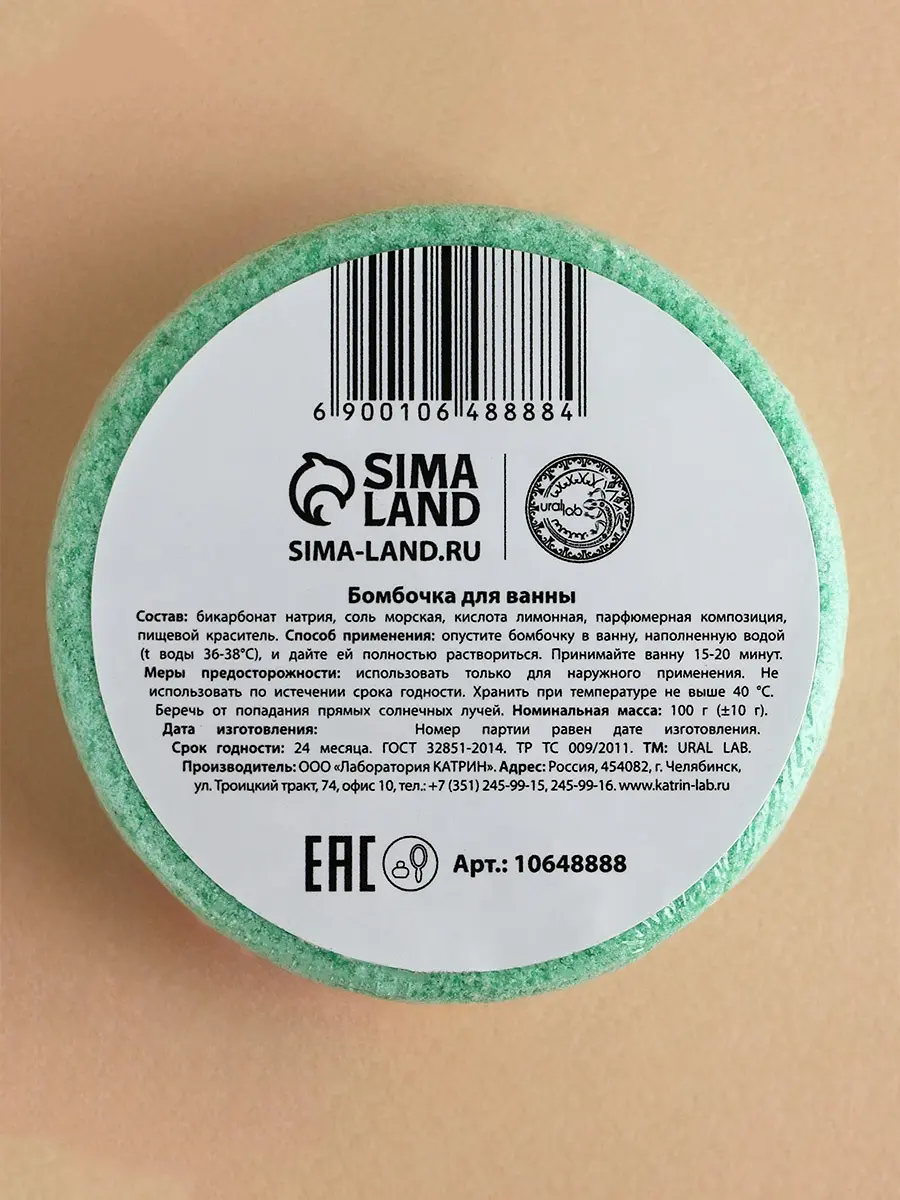 6 900106 488884
SIMA
LAND
SIMA-LAND.RU
ural lab
Бомбочка для ванны
Состав: бикарбонат натрия, соль морская, кислота лимонная, парфюмерная композиция,
пищевой краситель. Способ применения: опустите бомбочку в ванну, наполненную водой
(t воды 36-38°С), и дайте ей полностью раствориться. Принимайте ванну 15-20 минут.
Меры предосторожности: использовать только для наружного применения. Не
использовать по истечении срока годности. Хранить при температуре не выше 40 °С.
Беречь от попадания прямых солнечных лучей. Номинальная масса: 100 г (±10 г).
Дата изготовления: Номер партии равен дате изготовления.
Срок годности: 24 месяца. ГОСТ 32851-2014. ТР ТС 009/2011. ТМ: URAL LAB.
Производитель: ООО «Лаборатория КАТРИН». Адрес: Россия, 454082, г. Челябинск,
ул. Троицкий тракт, 74, офис 10, тел.: +7 (351) 245-99-15, 245-99-16. www.katrin-lab.ru
EAC Арт.: 10648888